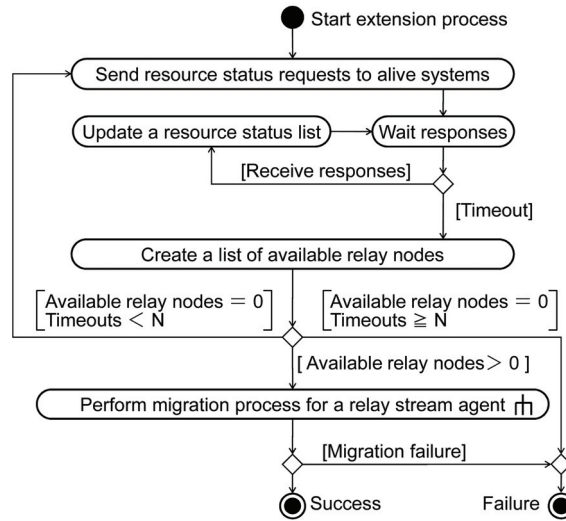 Start extension process
Send resource status requests to alive systems
Update a resource status list
Wait responses
[Receive responses]
[Timeout]
Create a list of available relay nodes
[Available relay nodes = 0
Timeouts < N]
[Available relay nodes = 0
Timeouts ≧ N]
[ Available relay nodes > 0 ]
Perform migration process for a relay stream agent
[Migration failure]
Success
Failure